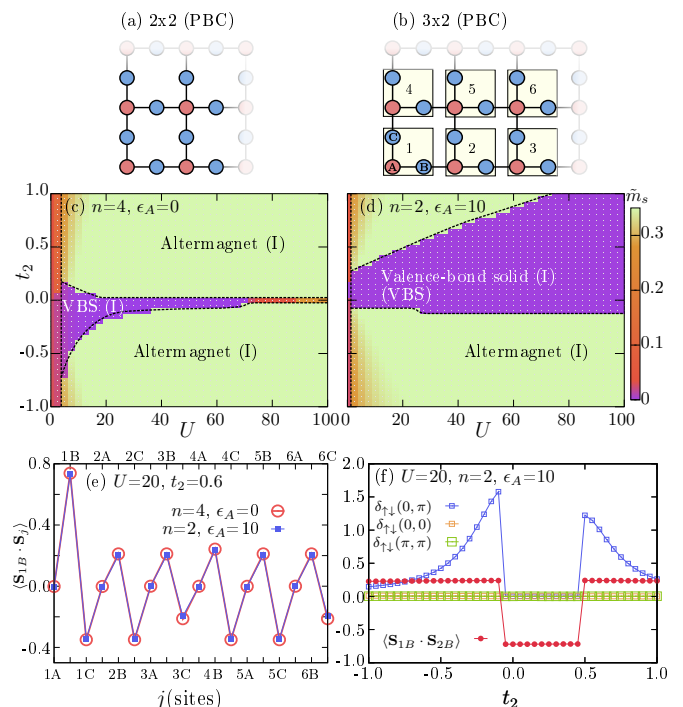 (a) 2x2 (PBC)
(b) 3x2 (PBC)
4
5
6
C
1
2
3
A
B
(c) n=4, ϵ_A=0
(d) n=2, ϵ_A=10
m̃_s
1.0
0.5
0.0
-0.5
-1.0
t_2
Altermagnet (I)
VBS (I)
Altermagnet (I)
Valence-bond solid (I)
(VBS)
Altermagnet (I)
0.3
0.2
0.1
0
0
20
40
60
80
100
U
20
40
60
80
100
U
1B
2A
2C
3B
4A
4C
5B
6A
6C
(e) U=20, t_2=0.6
n=4, ϵ_A=0
n=2, ϵ_A=10
0.8
0.4
0.0
-0.4
⟨S_{1B} · S_j⟩
1A
1C
2B
3A
3C
4B
5A
5C
6B
j(sites)
(f) U=20, n=2, ϵ_A=10
δ_{↑↓}(0, π)
δ_{↑↓}(0, 0)
δ_{↑↓}(π, π)
⟨S_{1B} · S_{2B}⟩
2.0
1.5
1.0
0.5
0.0
-0.5
-1.0
-1.0
-0.5
0.0
0.5
1.0
t_2